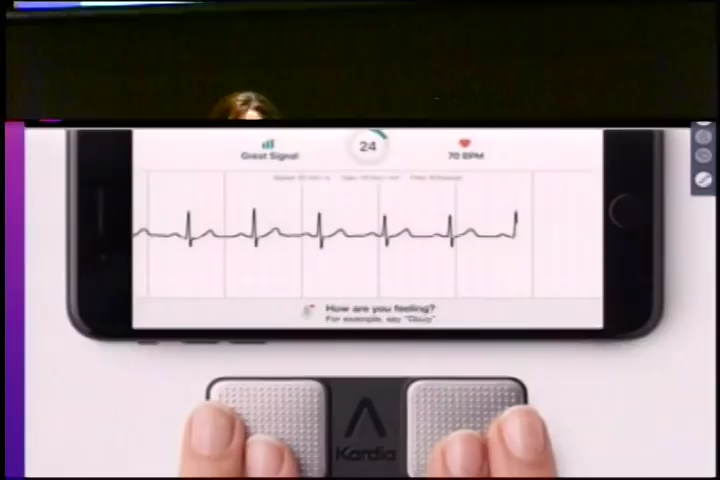 Great Signal
24
70 BPM
How are you feeling?
For example, say "Dizzy"
Kardia